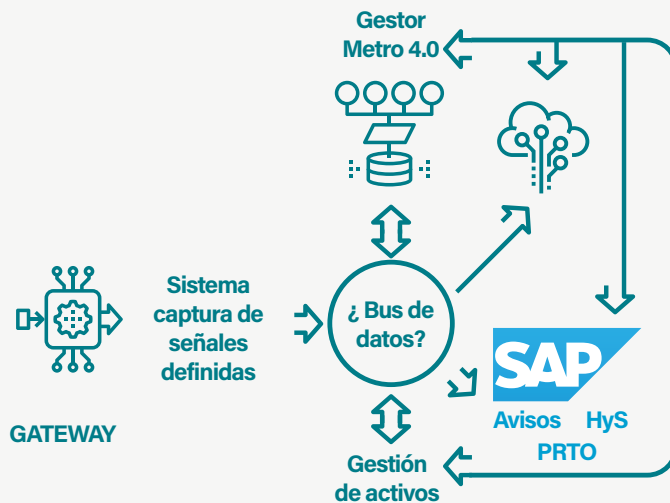 Gestor
Metro 4.0
Sistema
captura de
señales
definidas
¿ Bus de
datos?
GATEWAY
SAP
Avisos HyS
PRTO
Gestión
de activos